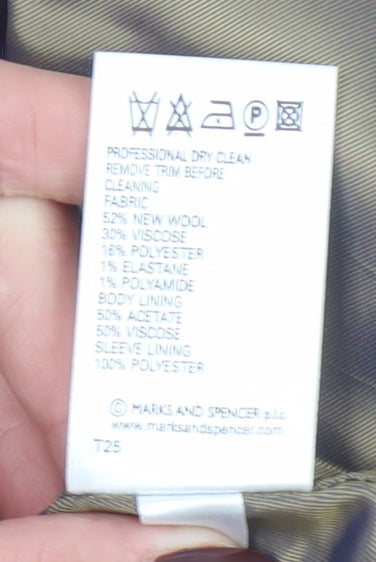 P
PROFESSIONAL DRY CLEAN
REMOVE TRIM BEFORE
CLEANING
FABRIC
52% NEW WOOL
30% VISCOSE
16% POLYESTER
1% ELASTANE
1% POLYAMIDE
BODY LINING
50% ACETATE
50% VISCOSE
SLEEVE LINING
100% POLYESTER
© MARKS AND SPENCER p.l.c.
www.marksandspencer.com
T25